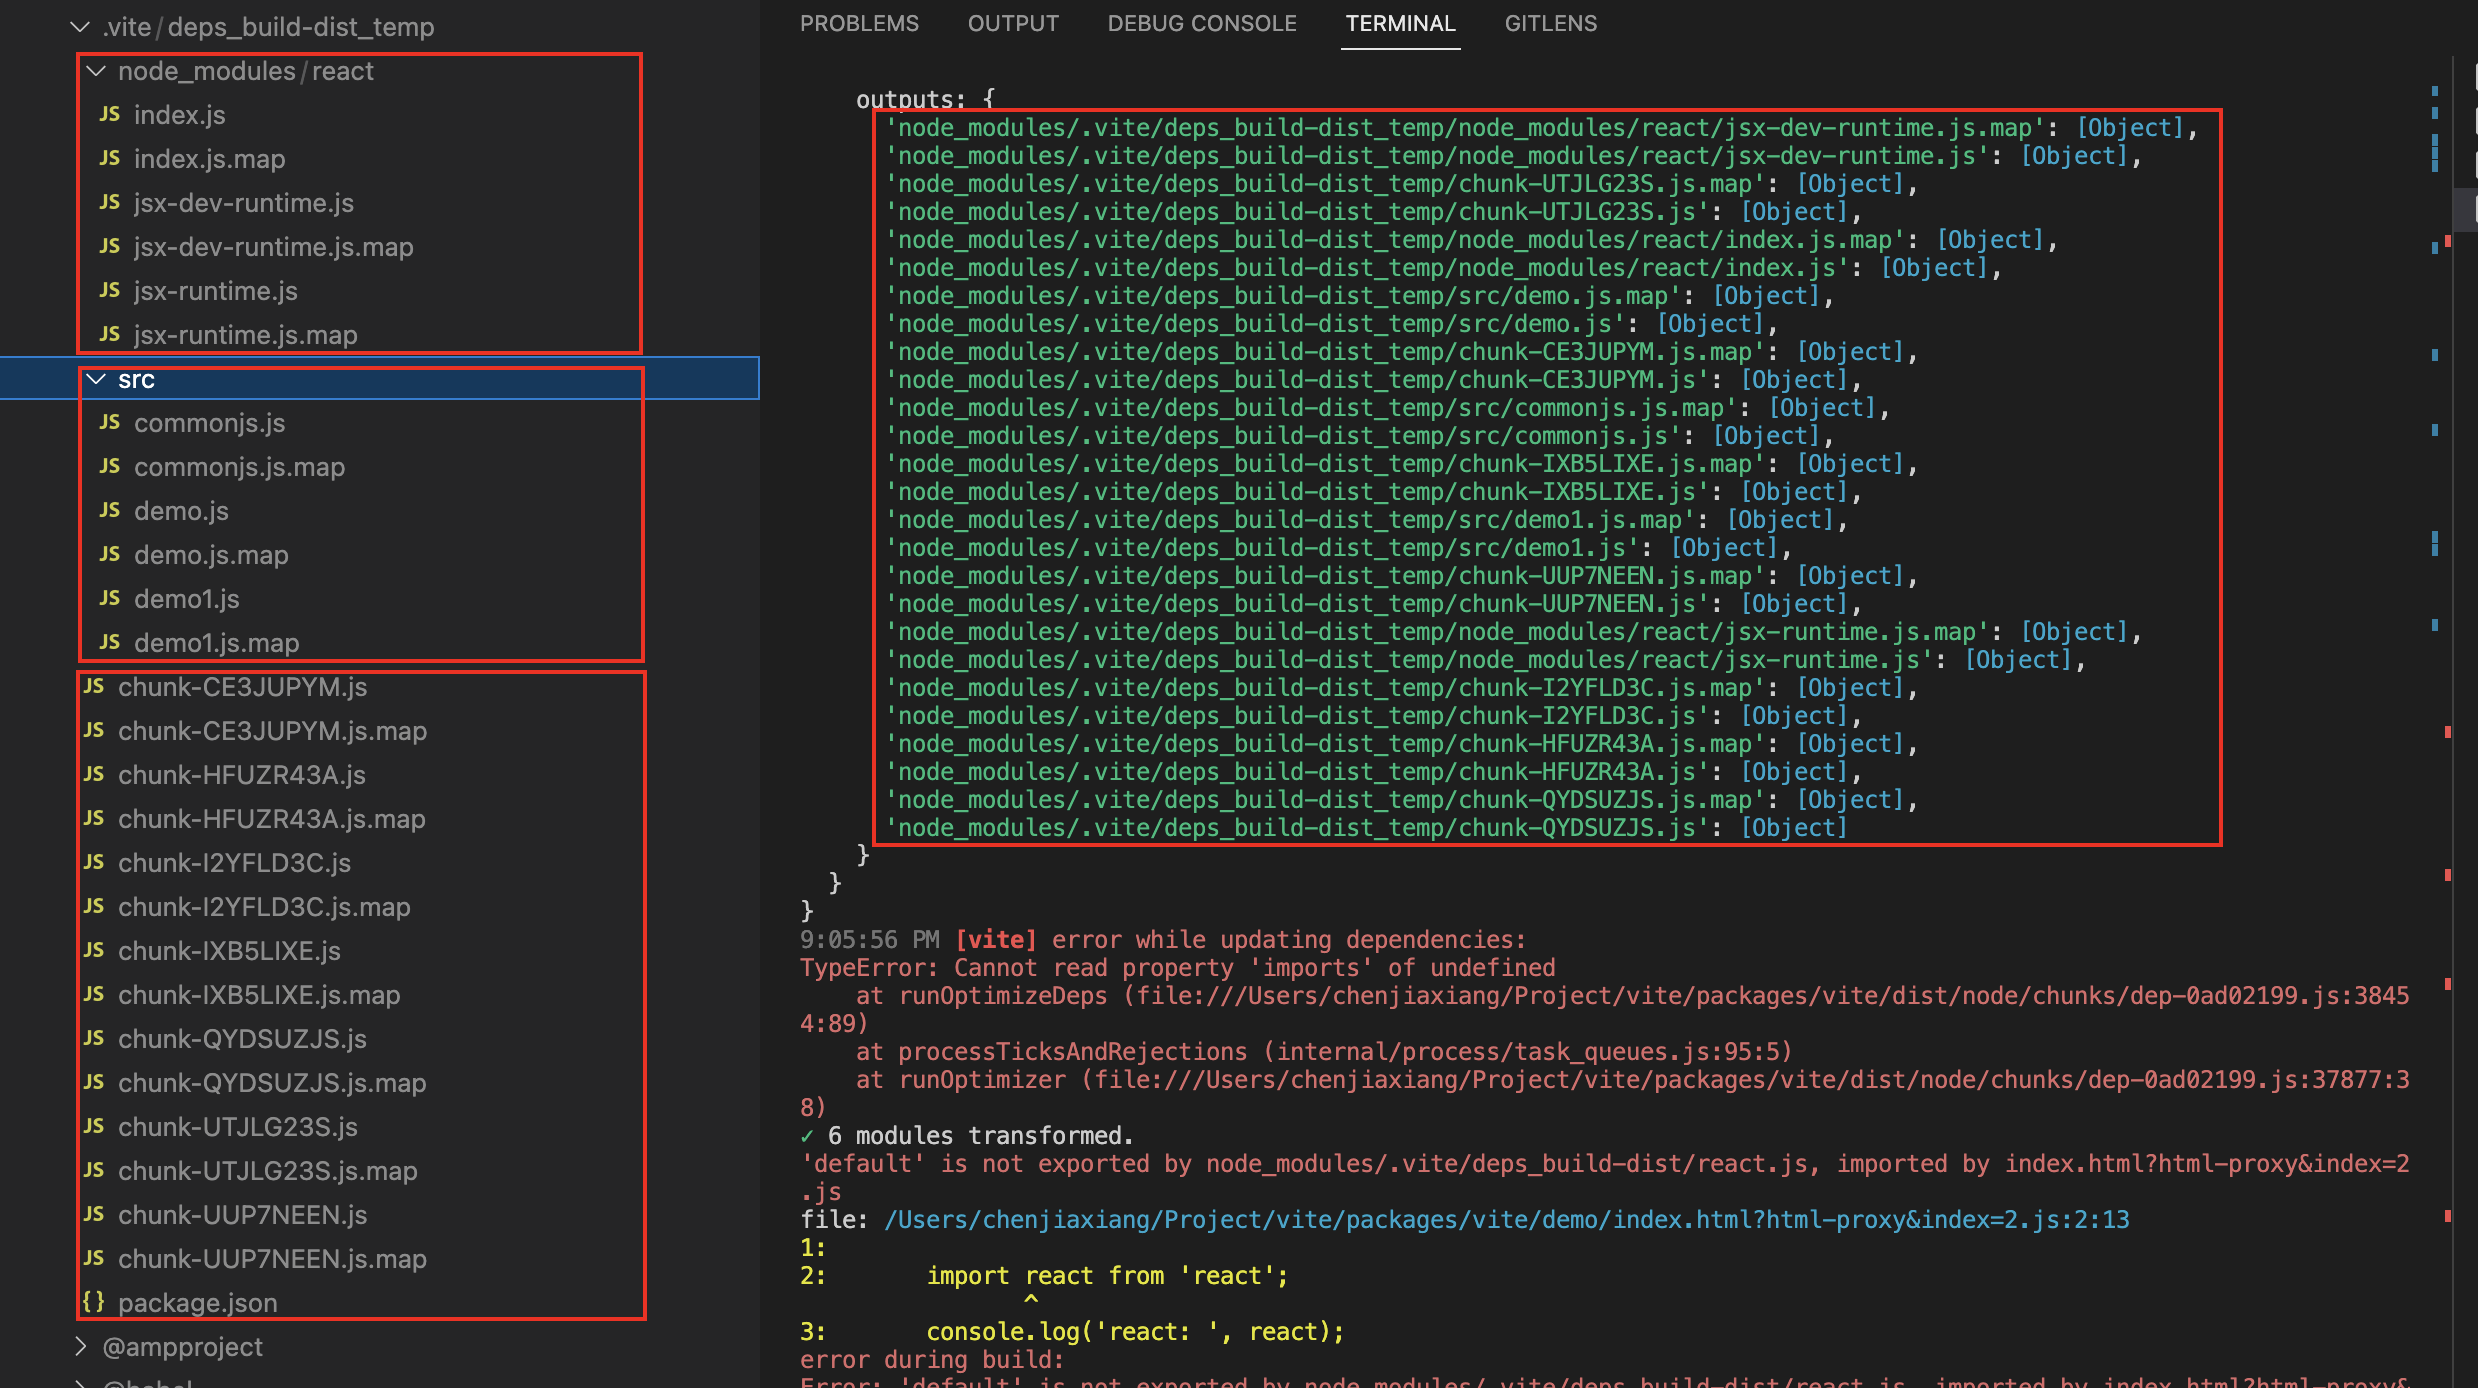 .vite/deps_build-dist_temp
node_modules/react
JS index.js
JS index.js.map
JS jsx-dev-runtime.js
JS jsx-dev-runtime.js.map
JS jsx-runtime.js
JS jsx-runtime.js.map
src
JS commonjs.js
JS commonjs.js.map
JS demo.js
JS demo.js.map
JS demo1.js
JS demo1.js.map
JS chunk-CE3JUPYM.js
JS chunk-CE3JUPYM.js.map
JS chunk-HFUZR43A.js
JS chunk-HFUZR43A.js.map
JS chunk-I2YFLD3C.js
JS chunk-I2YFLD3C.js.map
JS chunk-IXB5LIXE.js
JS chunk-IXB5LIXE.js.map
JS chunk-QYDSUZJS.js
JS chunk-QYDSUZJS.js.map
JS chunk-UTJLG23S.js
JS chunk-UTJLG23S.js.map
JS chunk-UUP7NEEN.js
JS chunk-UUP7NEEN.js.map
{} package.json
@ampproject
@babel
PROBLEMS OUTPUT DEBUG CONSOLE TERMINAL GITLENS
outputs: {
'node_modules/.vite/deps_build-dist_temp/node_modules/react/jsx-dev-runtime.js.map': [Object],
'node_modules/.vite/deps_build-dist_temp/node_modules/react/jsx-dev-runtime.js': [Object],
'node_modules/.vite/deps_build-dist_temp/chunk-UTJLG23S.js.map': [Object],
'node_modules/.vite/deps_build-dist_temp/chunk-UTJLG23S.js': [Object],
'node_modules/.vite/deps_build-dist_temp/node_modules/react/index.js.map': [Object],
'node_modules/.vite/deps_build-dist_temp/node_modules/react/index.js': [Object],
'node_modules/.vite/deps_build-dist_temp/src/demo.js.map': [Object],
'node_modules/.vite/deps_build-dist_temp/src/demo.js': [Object],
'node_modules/.vite/deps_build-dist_temp/chunk-CE3JUPYM.js.map': [Object],
'node_modules/.vite/deps_build-dist_temp/chunk-CE3JUPYM.js': [Object],
'node_modules/.vite/deps_build-dist_temp/src/commonjs.js.map': [Object],
'node_modules/.vite/deps_build-dist_temp/src/commonjs.js': [Object],
'node_modules/.vite/deps_build-dist_temp/chunk-IXB5LIXE.js.map': [Object],
'node_modules/.vite/deps_build-dist_temp/chunk-IXB5LIXE.js': [Object],
'node_modules/.vite/deps_build-dist_temp/src/demo1.js.map': [Object],
'node_modules/.vite/deps_build-dist_temp/src/demo1.js': [Object],
'node_modules/.vite/deps_build-dist_temp/chunk-UUP7NEEN.js.map': [Object],
'node_modules/.vite/deps_build-dist_temp/chunk-UUP7NEEN.js': [Object],
'node_modules/.vite/deps_build-dist_temp/node_modules/react/jsx-runtime.js.map': [Object],
'node_modules/.vite/deps_build-dist_temp/node_modules/react/jsx-runtime.js': [Object],
'node_modules/.vite/deps_build-dist_temp/chunk-I2YFLD3C.js.map': [Object],
'node_modules/.vite/deps_build-dist_temp/chunk-I2YFLD3C.js': [Object],
'node_modules/.vite/deps_build-dist_temp/chunk-HFUZR43A.js.map': [Object],
'node_modules/.vite/deps_build-dist_temp/chunk-HFUZR43A.js': [Object],
'node_modules/.vite/deps_build-dist_temp/chunk-QYDSUZJS.js.map': [Object],
'node_modules/.vite/deps_build-dist_temp/chunk-QYDSUZJS.js': [Object]
}
}
}
9:05:56 PM [vite] error while updating dependencies:
TypeError: Cannot read property 'imports' of undefined
at runOptimizeDeps (file:///Users/chenjiaxiang/Project/vite/packages/vite/dist/node/chunks/dep-0ad02199.js:3845
4:89)
at processTicksAndRejections (internal/process/task_queues.js:95:5)
at runOptimizer (file:///Users/chenjiaxiang/Project/vite/packages/vite/dist/node/chunks/dep-0ad02199.js:37877:3
8)
✓ 6 modules transformed.
'default' is not exported by node_modules/.vite/deps_build-dist/react.js, imported by index.html?html-proxy&index=2
.js
file: /Users/chenjiaxiang/Project/vite/packages/vite/demo/index.html?html-proxy&index=2.js:2:13
1:
2: import react from 'react';
^
3: console.log('react: ', react);
error during build:
Error: 'default' is not exported by node_modules/.vite/deps_build-dist/react.js, imported by index.html?html-proxy&